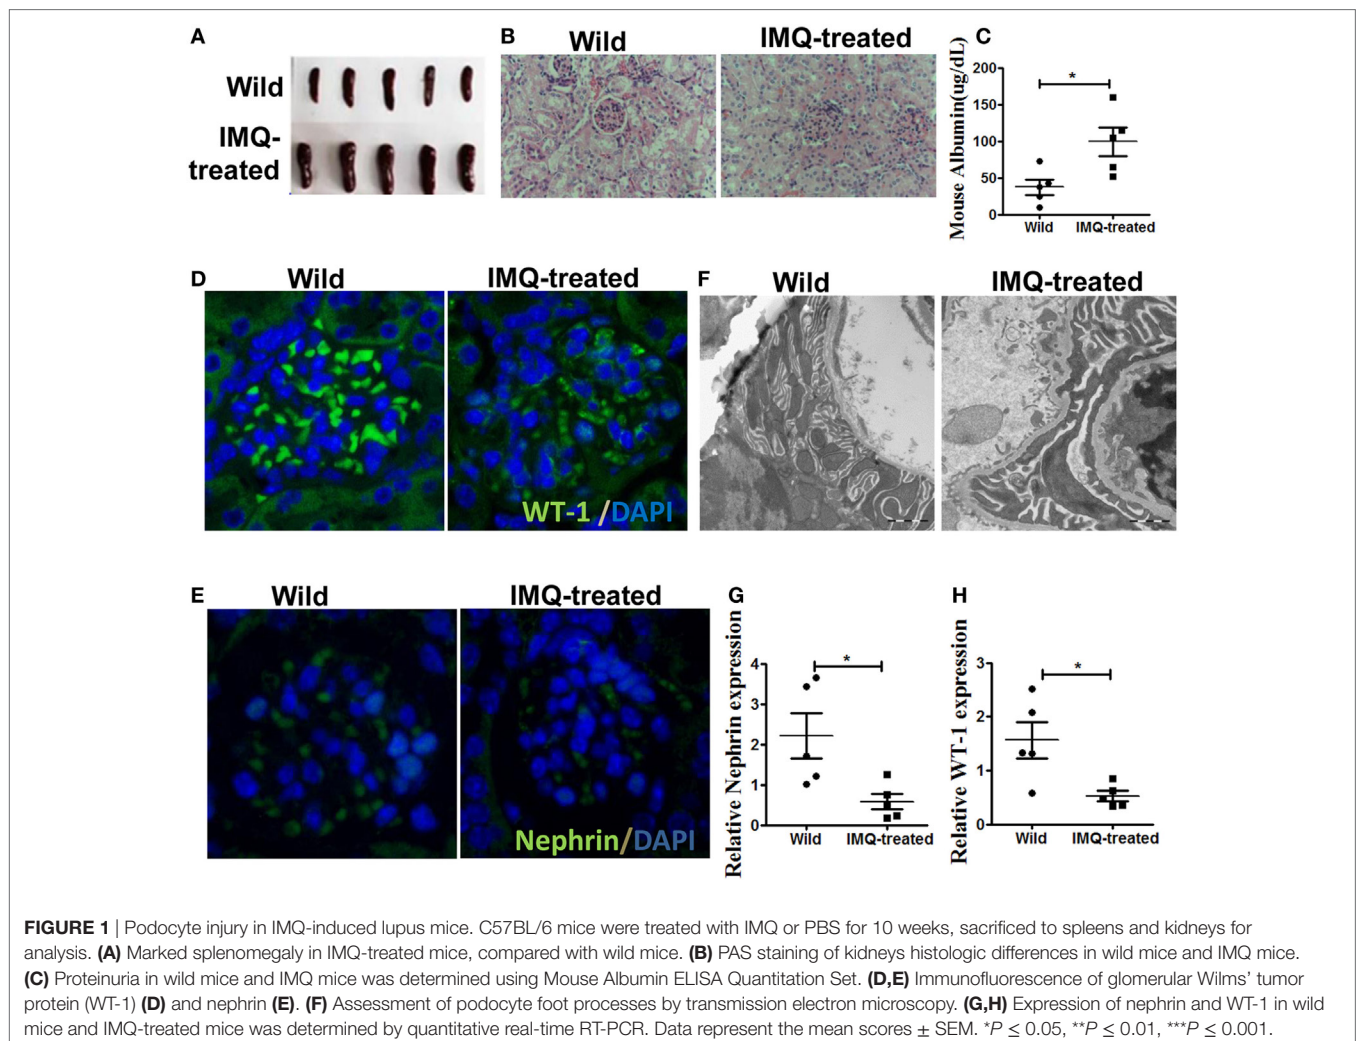 A
Wild
IMQ-
treated
B
Wild
IMQ-treated
C
Mouse Albumin(ug/dL)
200
150
100
50
0
*
Wild
IMQ-treated
D
Wild
IMQ-treated
WT-1 /DAPI
F
Wild
IMQ-treated
E
Wild
IMQ-treated
Nephrin/DAPI
G
Relative Nephrin expression
4
3
2
1
0
*
Wild
IMQ-treated
H
Relative WT-1 expression
3
2
1
0
*
Wild
IMQ-treated
FIGURE 1 | Podocyte injury in IMQ-induced lupus mice. C57BL/6 mice were treated with IMQ or PBS for 10 weeks, sacrificed to spleens and kidneys for
analysis. (A) Marked splenomegaly in IMQ-treated mice, compared with wild mice. (B) PAS staining of kidneys histologic differences in wild mice and IMQ mice.
(C) Proteinuria in wild mice and IMQ mice was determined using Mouse Albumin ELISA Quantitation Set. (D,E) Immunofluorescence of glomerular Wilms' tumor
protein (WT-1) (D) and nephrin (E). (F) Assessment of podocyte foot processes by transmission electron microscopy. (G,H) Expression of nephrin and WT-1 in wild
mice and IMQ-treated mice was determined by quantitative real-time RT-PCR. Data represent the mean scores ± SEM. *P ≤ 0.05, **P ≤ 0.01, ***P ≤ 0.001.